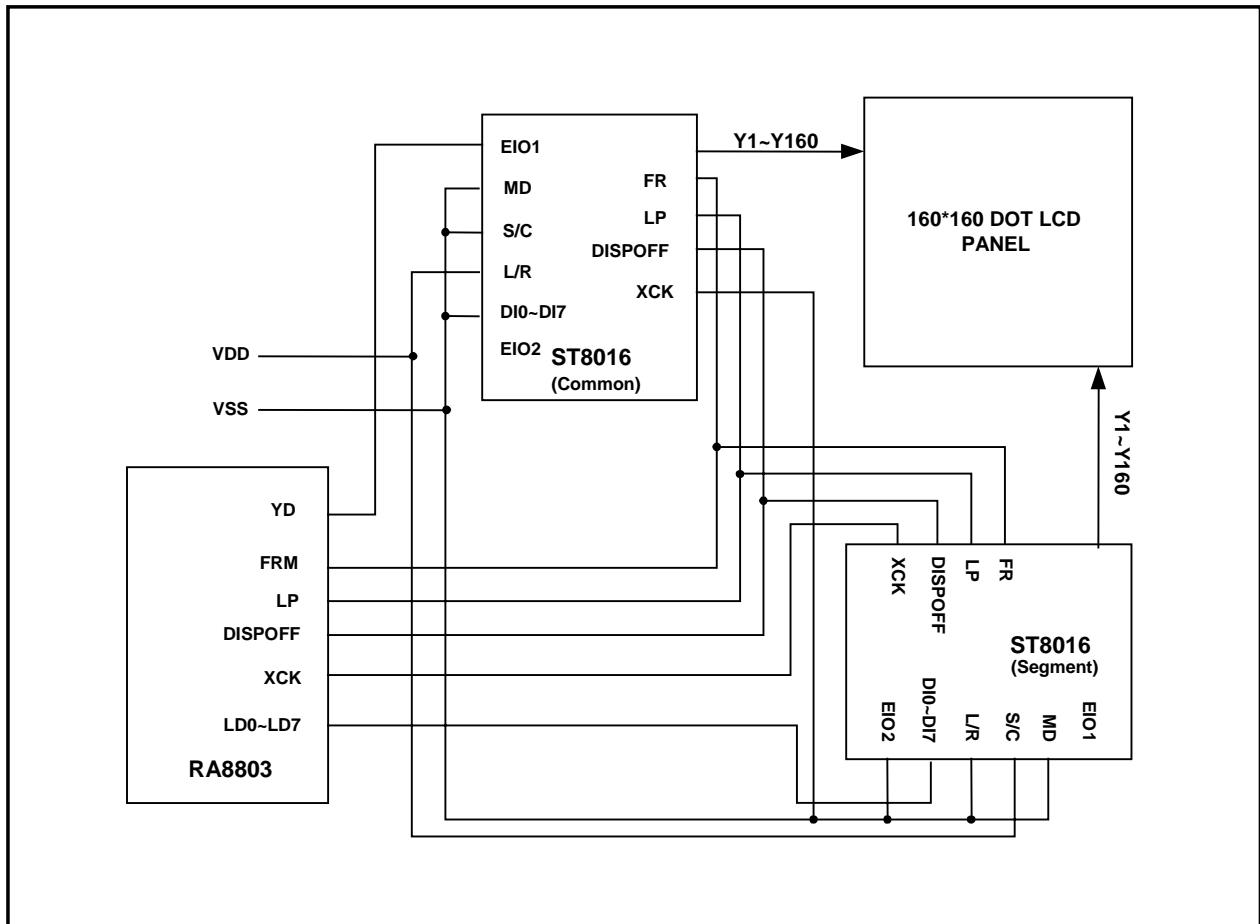 EIO1
MD
S/C
L/R
DI0~DI7
EIO2
FR
LP
DISPOFF
XCK
ST8016
(Common)
Y1~Y160
160*160 DOT LCD
PANEL
VDD
VSS
YD
FRM
LP
DISPOFF
XCK
LD0~LD7
RA8803
Y1~Y160
XCK
DISPOFF
LP
FR
ST8016
(Segment)
EIO2
DI0~DI7
L/R
S/C
MD
EIO1